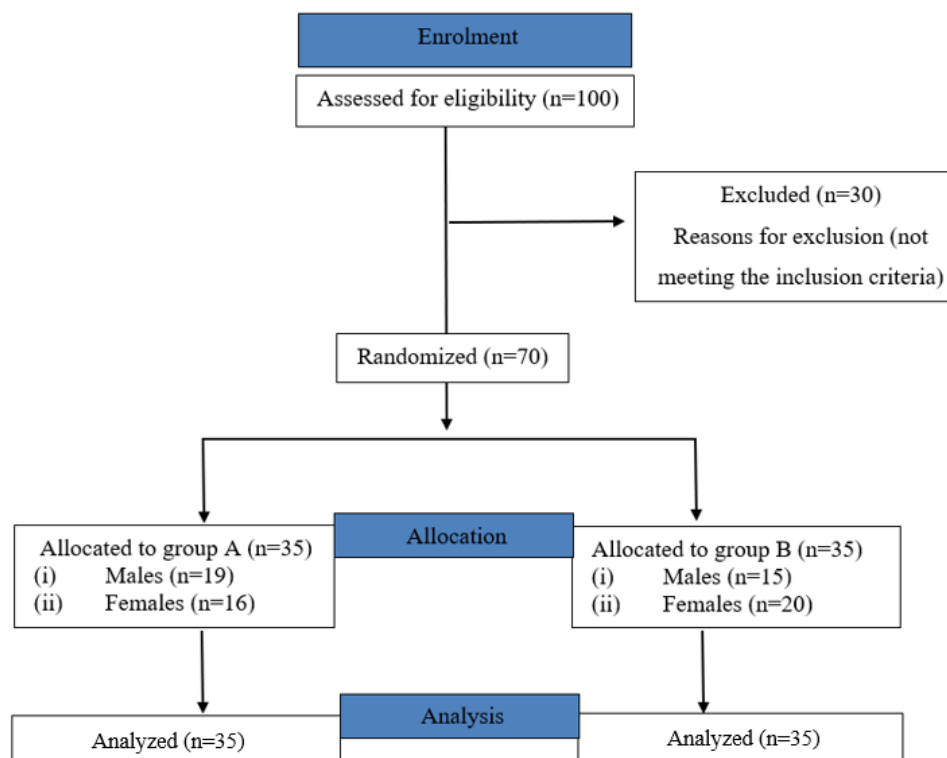 Enrolment
Assessed for eligibility (n=100)
Excluded (n=30)
Reasons for exclusion (not
meeting the inclusion criteria)
Randomized (n=70)
Allocation
Allocated to group A (n=35)
(i) Males (n=19)
(ii) Females (n=16)
Allocated to group B (n=35)
(i) Males (n=15)
(ii) Females (n=20)
Analysis
Analyzed (n=35)
Analyzed (n=35)